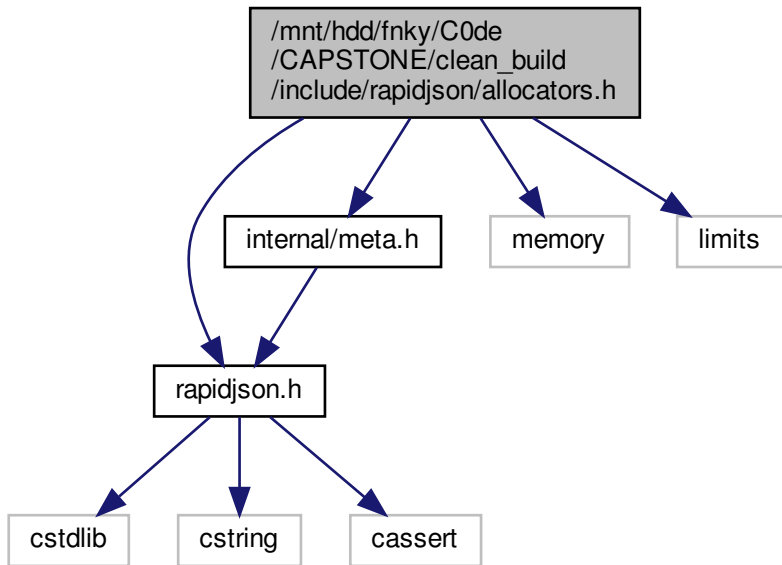 /mnt/hdd/fnky/C0de
/CAPSTONE/clean_build
/include/rapidjson/allocators.h
internal/meta.h
memory
limits
rapidjson.h
cstdlib
cstring
cassert